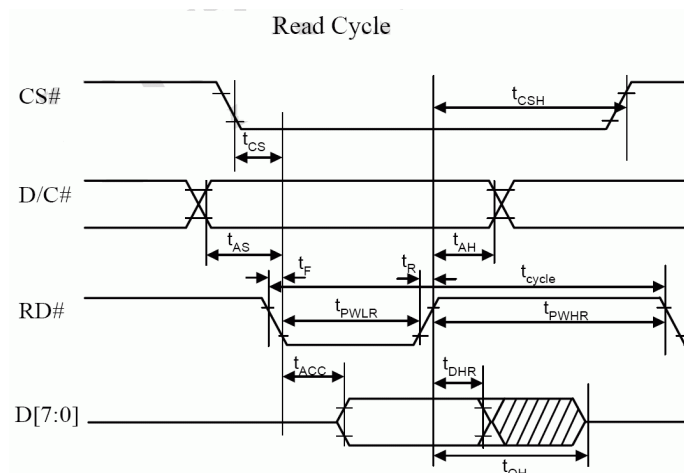 Read Cycle
CS#
tCSH
tCS
D/C#
tAS
tAH
tF
tR
tcycle
RD#
tPWLR
tPWHR
tACC
tDHR
D[7:0]
tOH